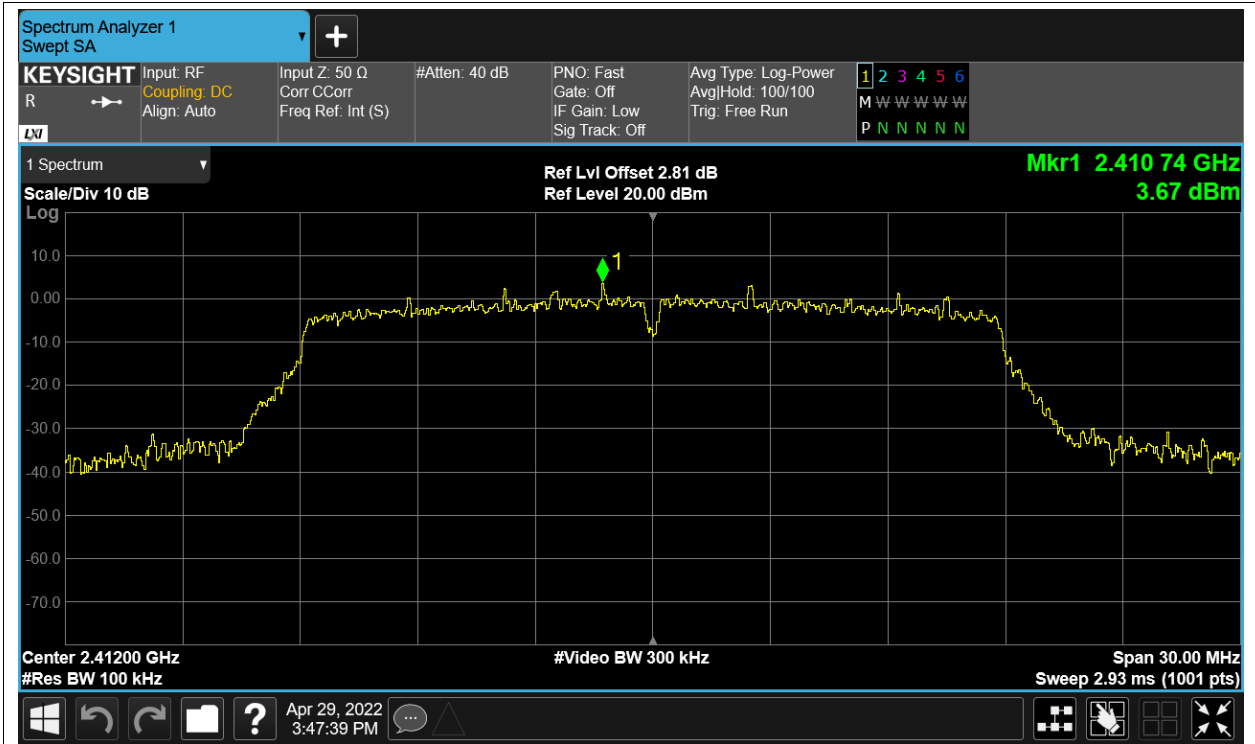 Spectrum Analyzer 1
Swept SA
+
KEYSIGHT
R
LXI
Input: RF
Coupling: DC
Align: Auto
Input Z: 50 Ω
Corr CCorr
Freq Ref: Int (S)
#Atten: 40 dB
PNO: Fast
Gate: Off
IF Gain: Low
Sig Track: Off
Avg Type: Log-Power
Avg|Hold: 100/100
Trig: Free Run
1 2 3 4 5 6
M W W W W W
P N N N N N
1 Spectrum
Scale/Div 10 dB
Log
Ref Lvl Offset 2.81 dB
Ref Level 20.00 dBm
Mkr1 2.410 74 GHz
3.67 dBm
10.0
0.00
-10.0
-20.0
-30.0
-40.0
-50.0
-60.0
-70.0
1
Center 2.41200 GHz
#Res BW 100 kHz
#Video BW 300 kHz
Span 30.00 MHz
Sweep 2.93 ms (1001 pts)
?
Apr 29, 2022
3:47:39 PM